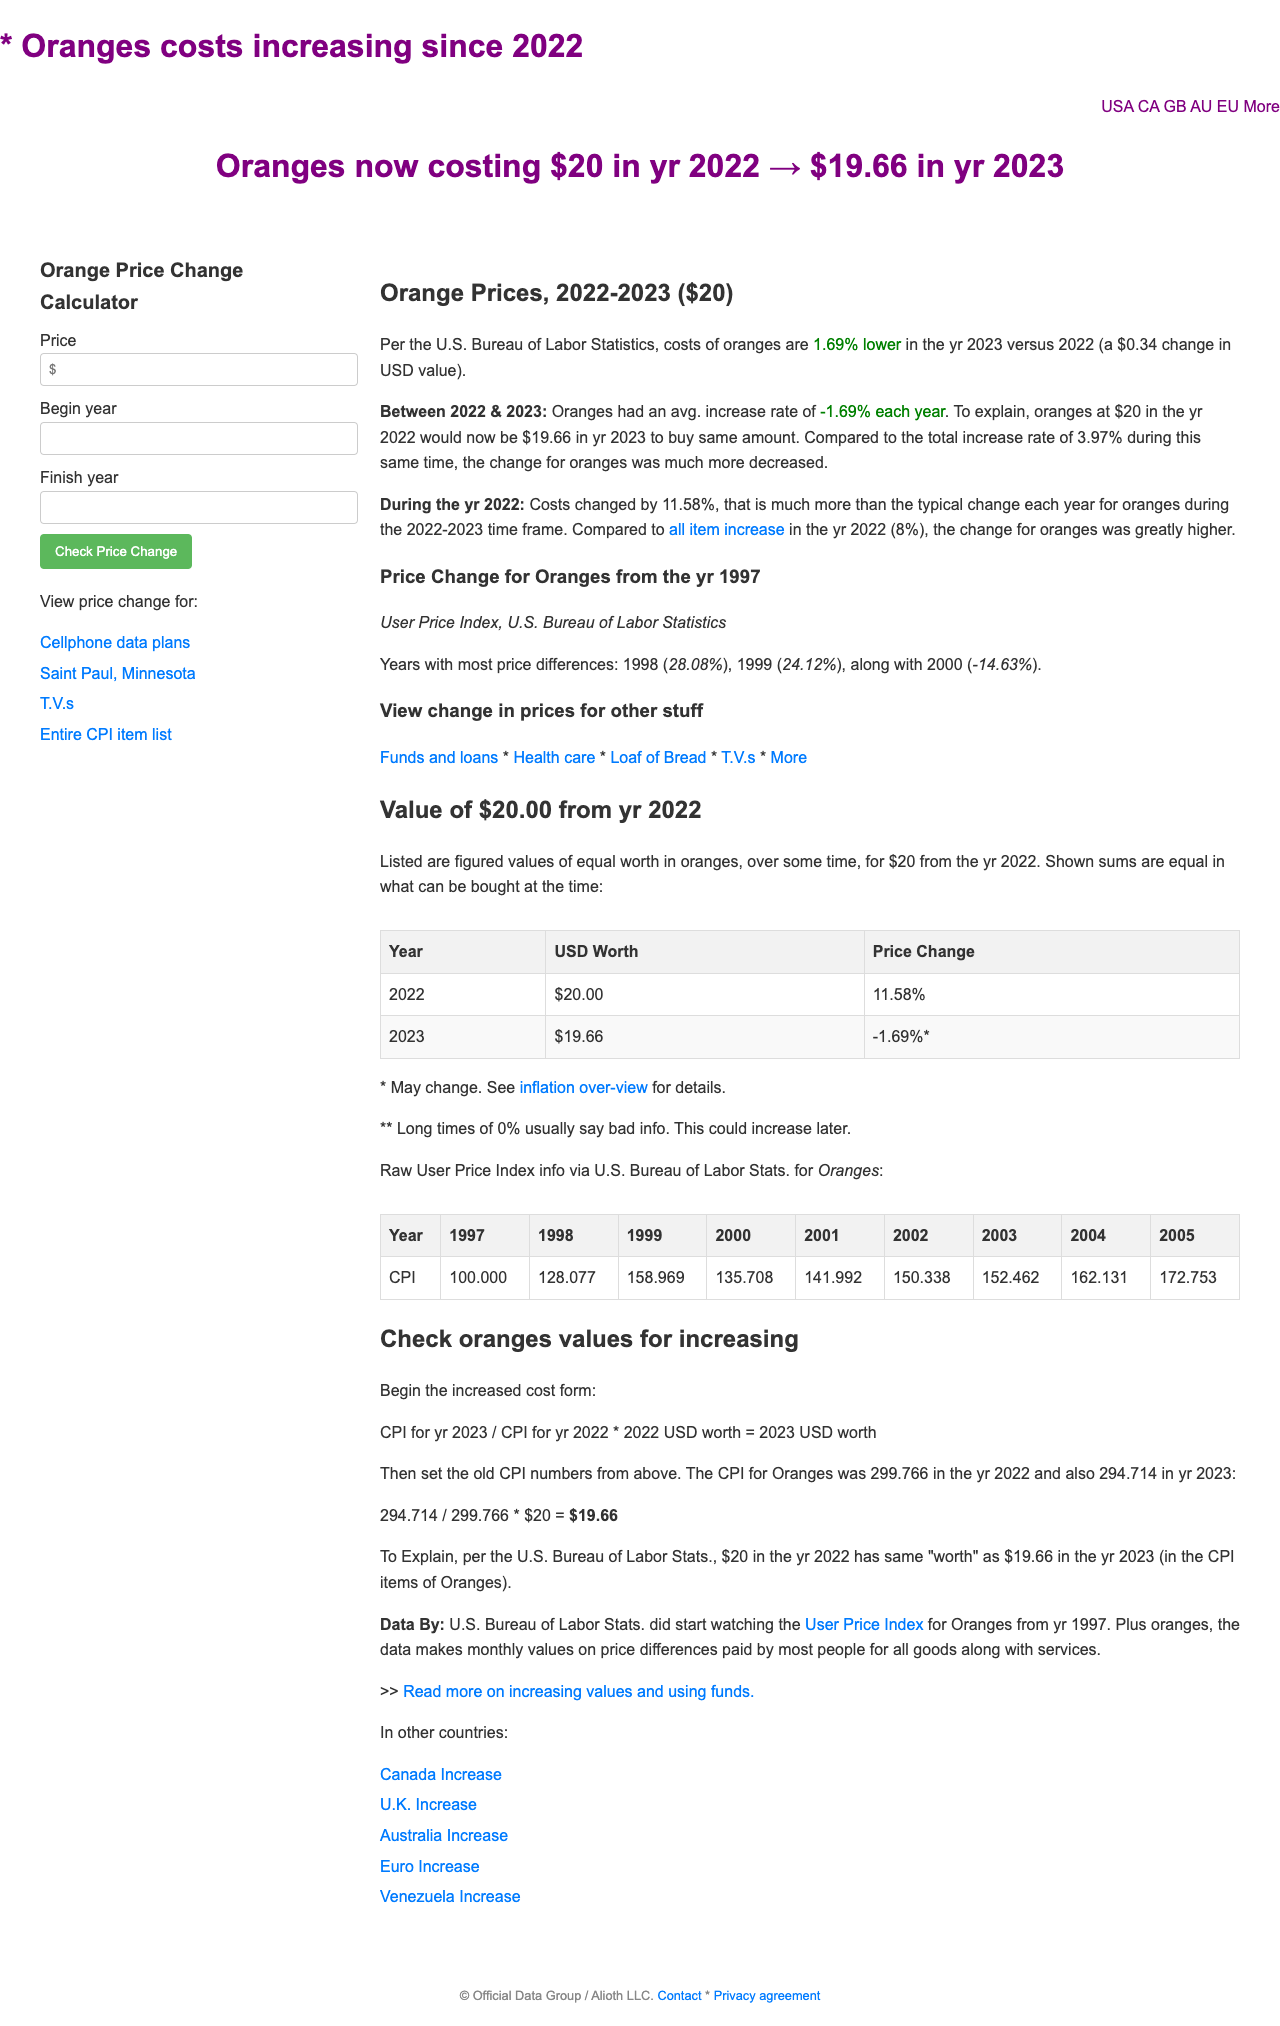 * Oranges costs increasing since 2022
USA CA GB AU EU More
Oranges now costing $20 in yr 2022 → $19.66 in yr 2023
Orange Price Change
Calculator
Price
$
Begin year
Finish year
Check Price Change
View price change for:
Cellphone data plans
Saint Paul, Minnesota
T.V.s
Entire CPI item list
Orange Prices, 2022-2023 ($20)
Per the U.S. Bureau of Labor Statistics, costs of oranges are 1.69% lower in the yr 2023 versus 2022 (a $0.34 change in
USD value).
Between 2022 & 2023: Oranges had an avg. increase rate of -1.69% each year. To explain, oranges at $20 in the yr
2022 would now be $19.66 in yr 2023 to buy same amount. Compared to the total increase rate of 3.97% during this
same time, the change for oranges was much more decreased.
During the yr 2022: Costs changed by 11.58%, that is much more than the typical change each year for oranges during
the 2022-2023 time frame. Compared to all item increase in the yr 2022 (8%), the change for oranges was greatly higher.
Price Change for Oranges from the yr 1997
User Price Index, U.S. Bureau of Labor Statistics
Years with most price differences: 1998 (28.08%), 1999 (24.12%), along with 2000 (-14.63%).
View change in prices for other stuff
Funds and loans * Health care * Loaf of Bread * T.V.s * More
Value of $20.00 from yr 2022
Listed are figured values of equal worth in oranges, over some time, for $20 from the yr 2022. Shown sums are equal in
what can be bought at the time:
Year USD Worth Price Change
2022 $20.00 11.58%
2023 $19.66 -1.69%*
* May change. See inflation over-view for details.
** Long times of 0% usually say bad info. This could increase later.
Raw User Price Index info via U.S. Bureau of Labor Stats. for Oranges:
Year 1997 1998 1999 2000 2001 2002 2003 2004 2005
CPI 100.000 128.077 158.969 135.708 141.992 150.338 152.462 162.131 172.753
Check oranges values for increasing
Begin the increased cost form:
CPI for yr 2023 / CPI for yr 2022 * 2022 USD worth = 2023 USD worth
Then set the old CPI numbers from above. The CPI for Oranges was 299.766 in the yr 2022 and also 294.714 in yr 2023:
294.714 / 299.766 * $20 = $19.66
To Explain, per the U.S. Bureau of Labor Stats., $20 in the yr 2022 has same "worth" as $19.66 in the yr 2023 (in the CPI
items of Oranges).
Data By: U.S. Bureau of Labor Stats. did start watching the User Price Index for Oranges from yr 1997. Plus oranges, the
data makes monthly values on price differences paid by most people for all goods along with services.
>> Read more on increasing values and using funds.
In other countries:
Canada Increase
U.K. Increase
Australia Increase
Euro Increase
Venezuela Increase
© Official Data Group / Alioth LLC. Contact * Privacy agreement